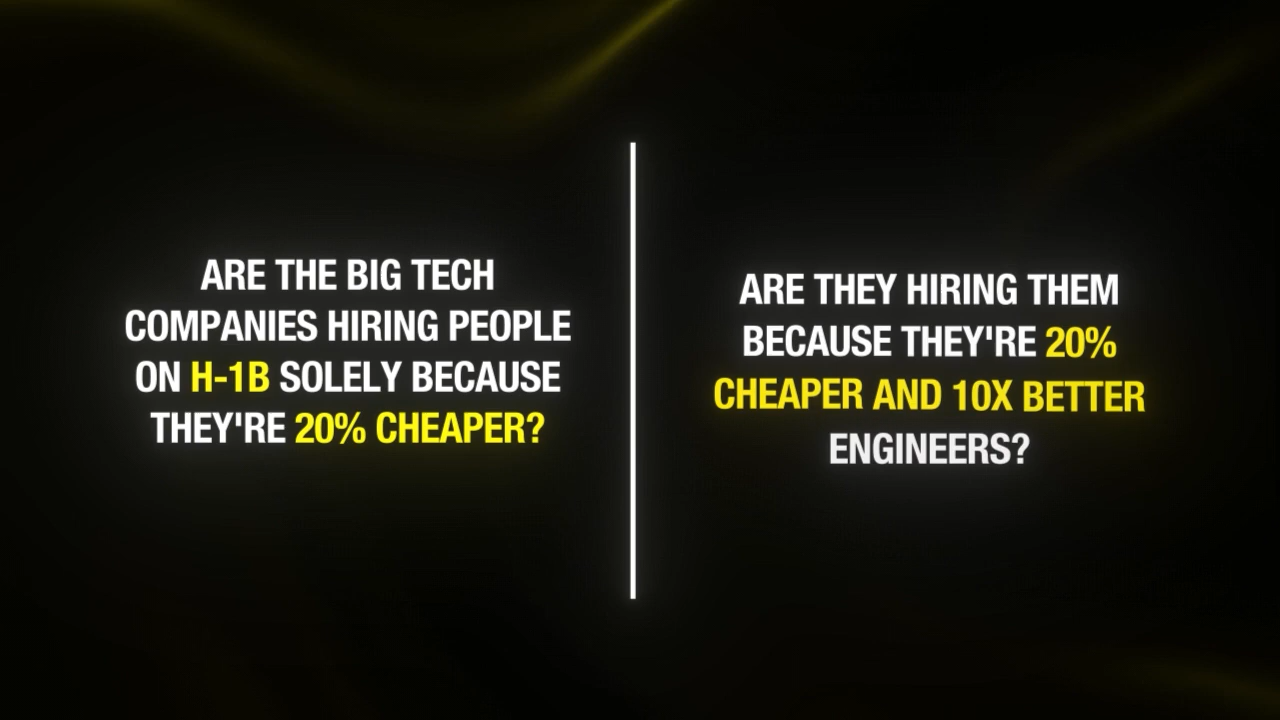 ARE THE BIG TECH
COMPANIES HIRING PEOPLE
ON H-1B SOLELY BECAUSE
THEY'RE 20% CHEAPER?
ARE THEY HIRING THEM
BECAUSE THEY'RE 20%
CHEAPER AND 10X BETTER
ENGINEERS?